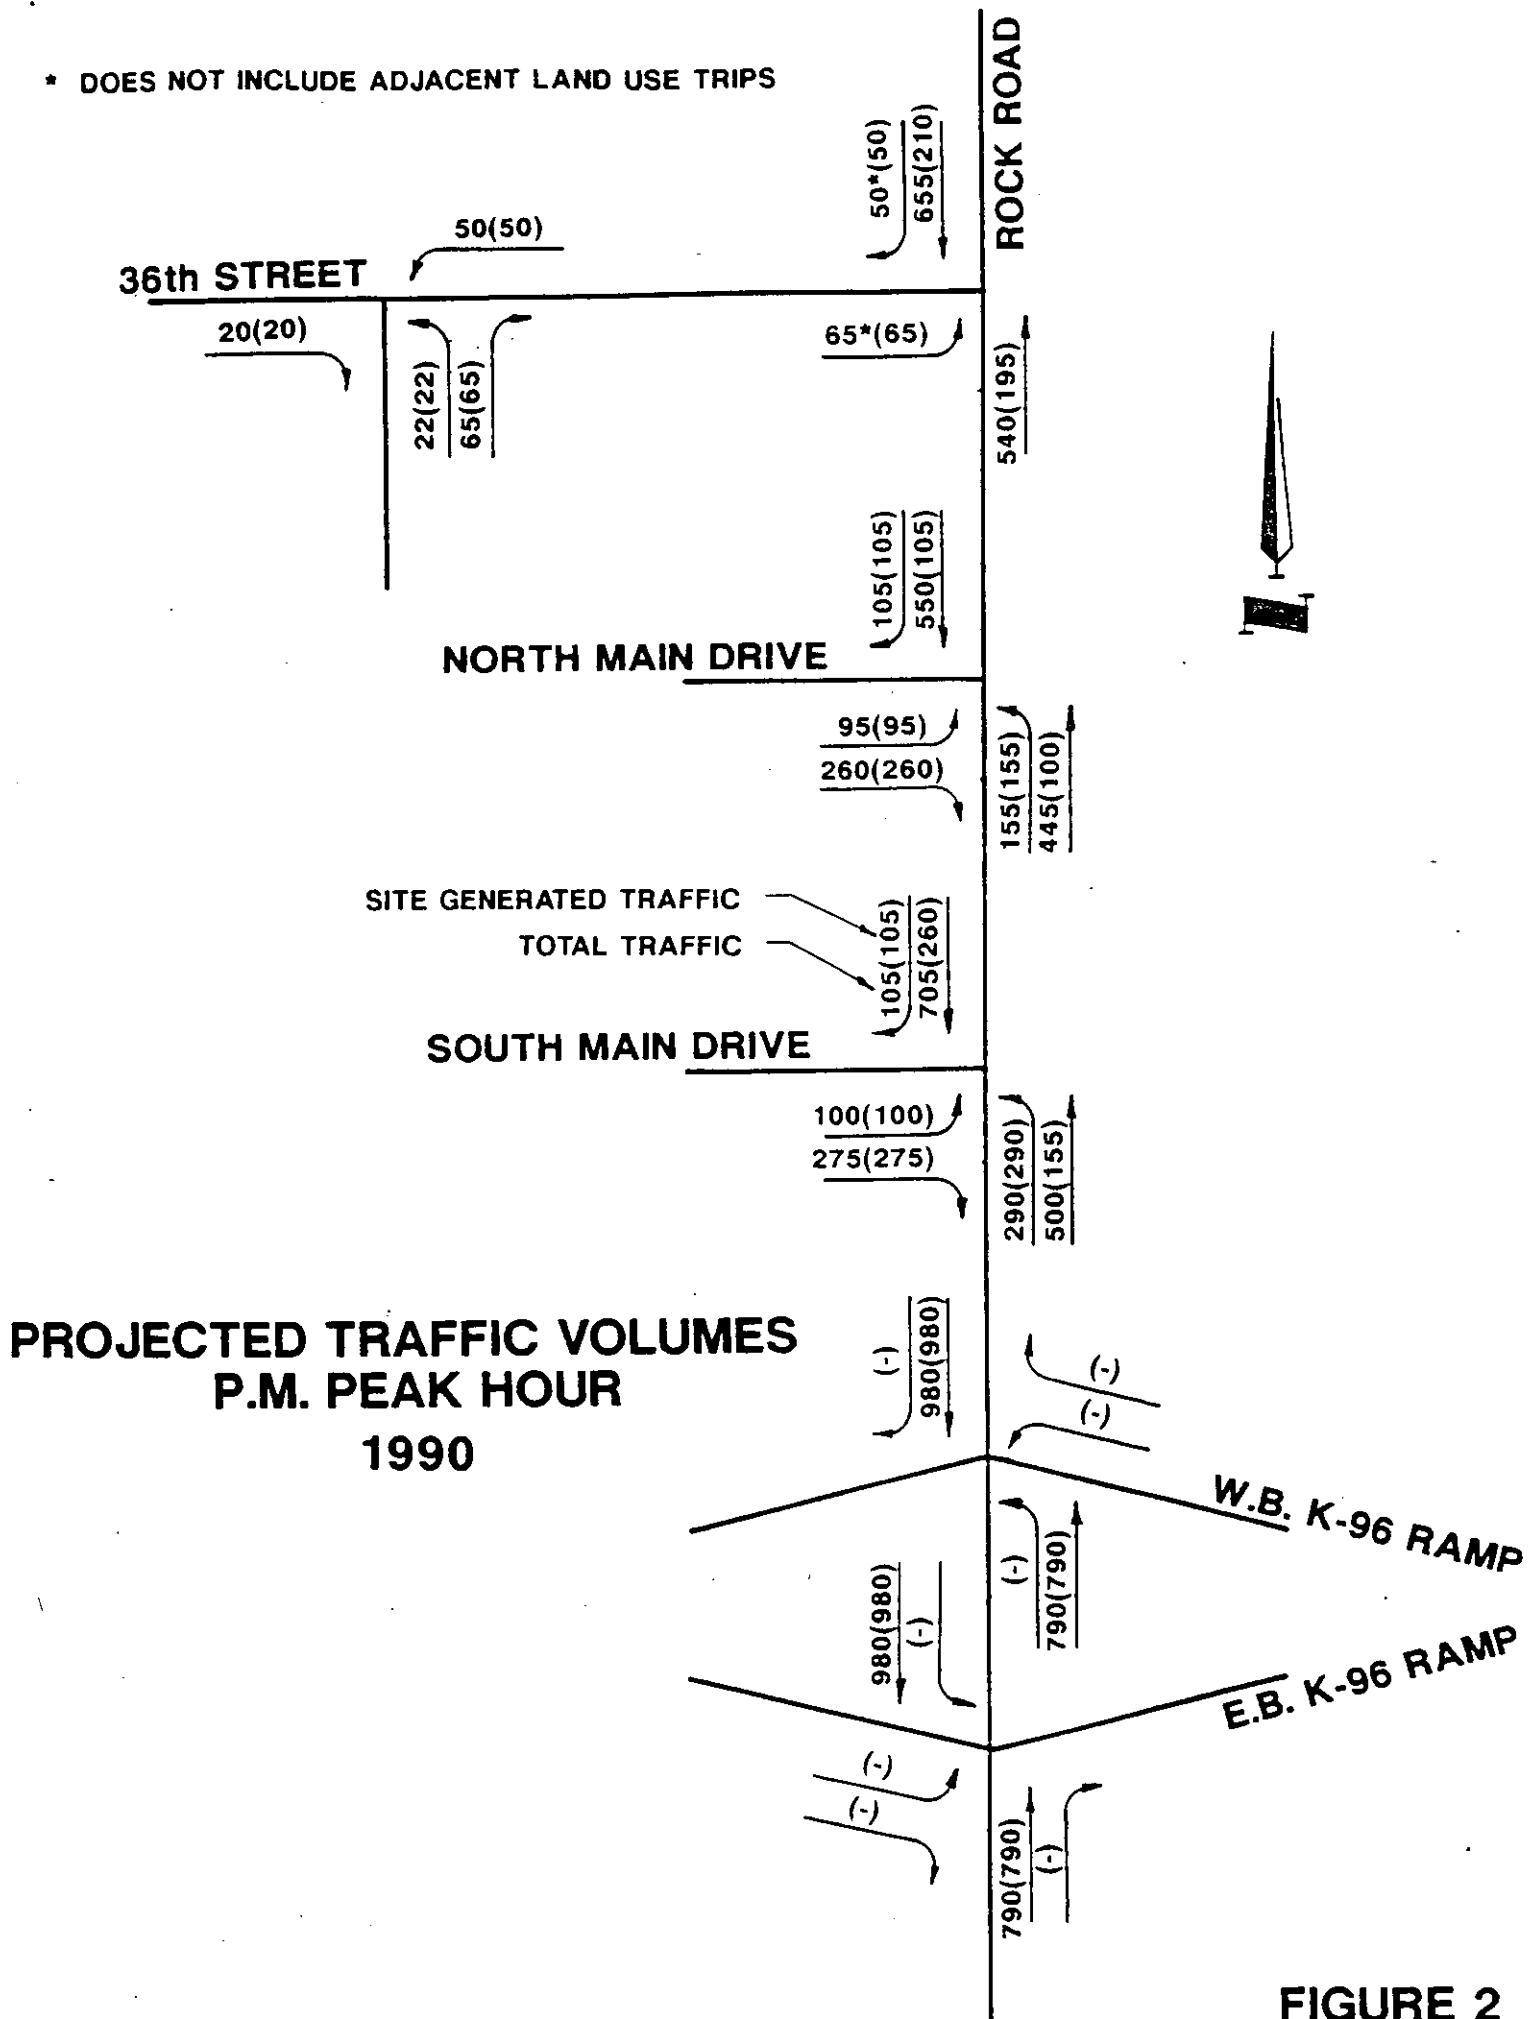 * DOES NOT INCLUDE ADJACENT LAND USE TRIPS
ROCK ROAD
50*(50)
655(210)
50(50)
36th STREET
20(20)
22(22)
65(65)
65*(65)
540(195)
105(105)
550(105)
NORTH MAIN DRIVE
95(95)
260(260)
155(155)
445(100)
SITE GENERATED TRAFFIC
TOTAL TRAFFIC
105(105)
705(260)
SOUTH MAIN DRIVE
100(100)
275(275)
290(290)
500(155)
PROJECTED TRAFFIC VOLUMES
P.M. PEAK HOUR
1990
(-)
980(980)
(-)
(-)
W.B. K-96 RAMP
(-)
790(790)
980(980)
(-)
E.B. K-96 RAMP
(-)
(-)
790(790)
(-)
FIGURE 2